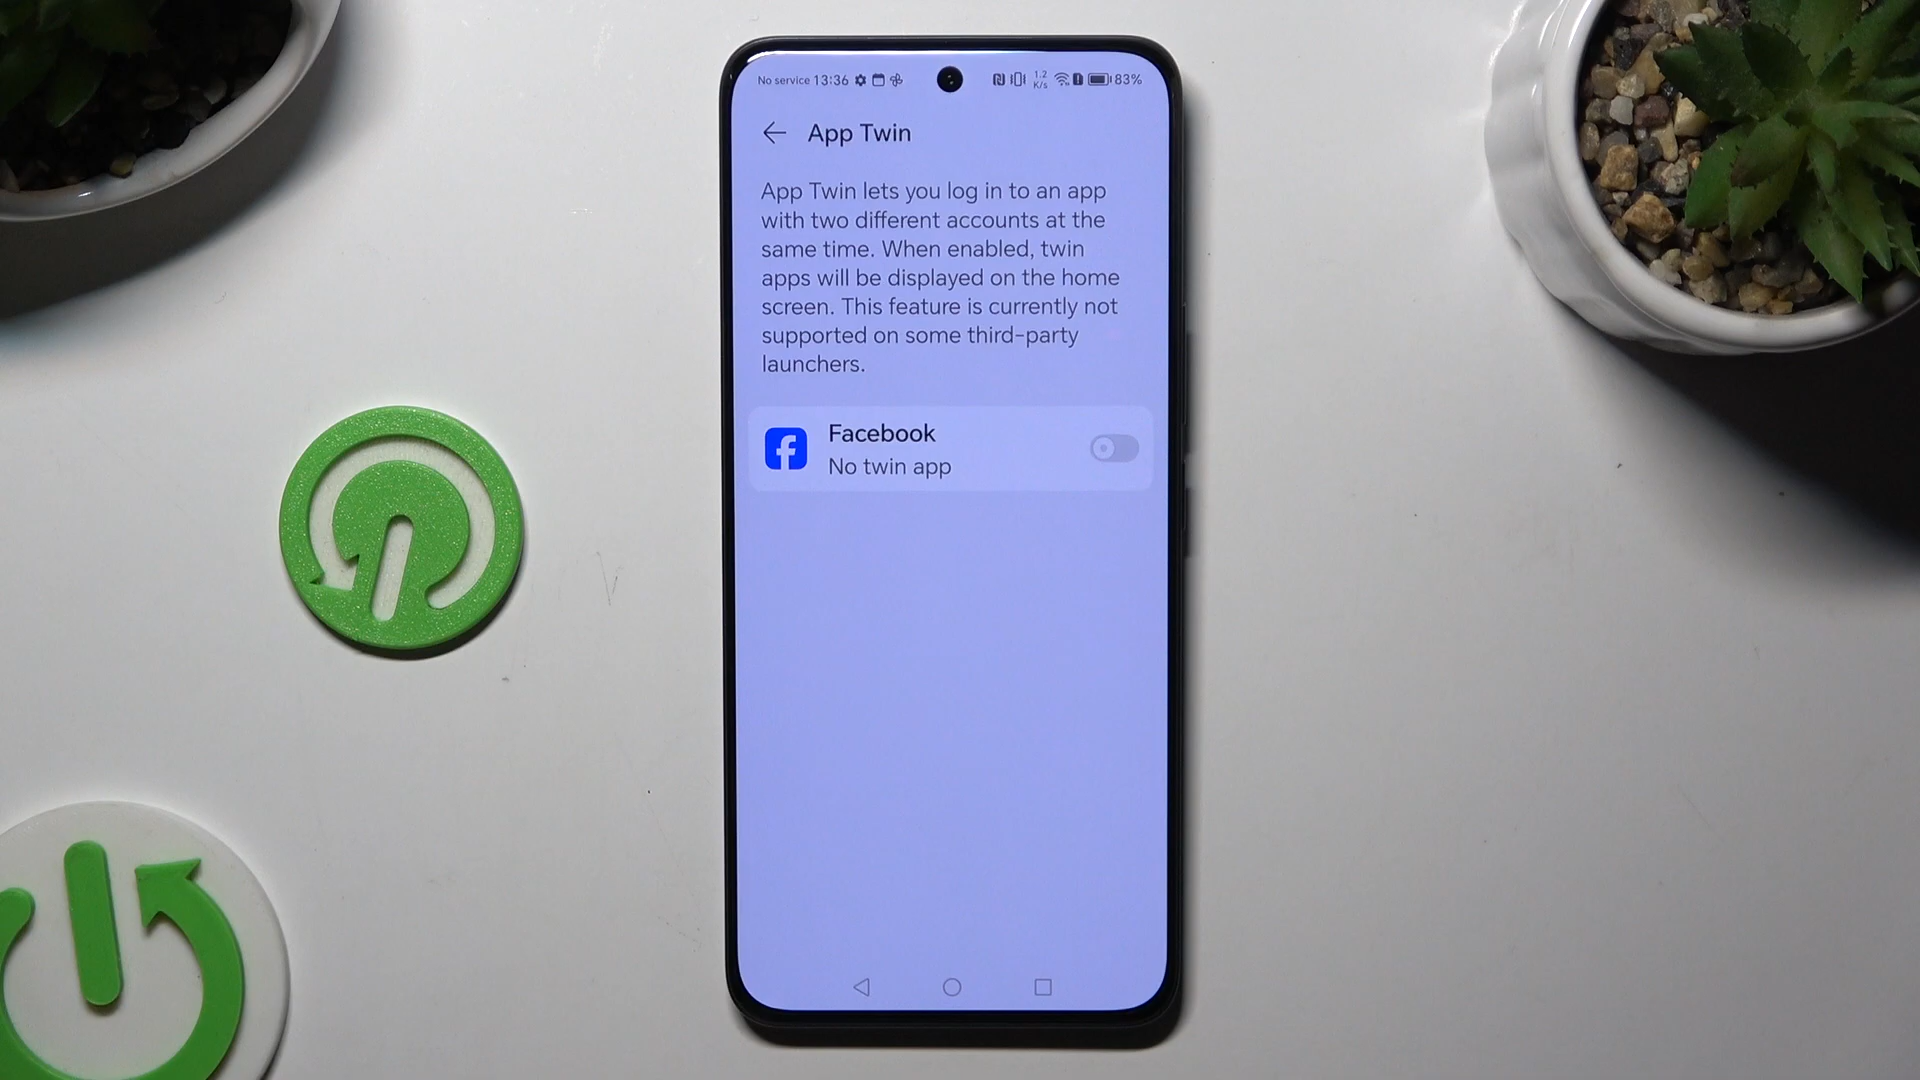 No service 13:36
1.2
K/s
83%
App Twin
App Twin lets you log in to an app
with two different accounts at the
same time. When enabled, twin
apps will be displayed on the home
screen. This feature is currently not
supported on some third-party
launchers.
Facebook
No twin app